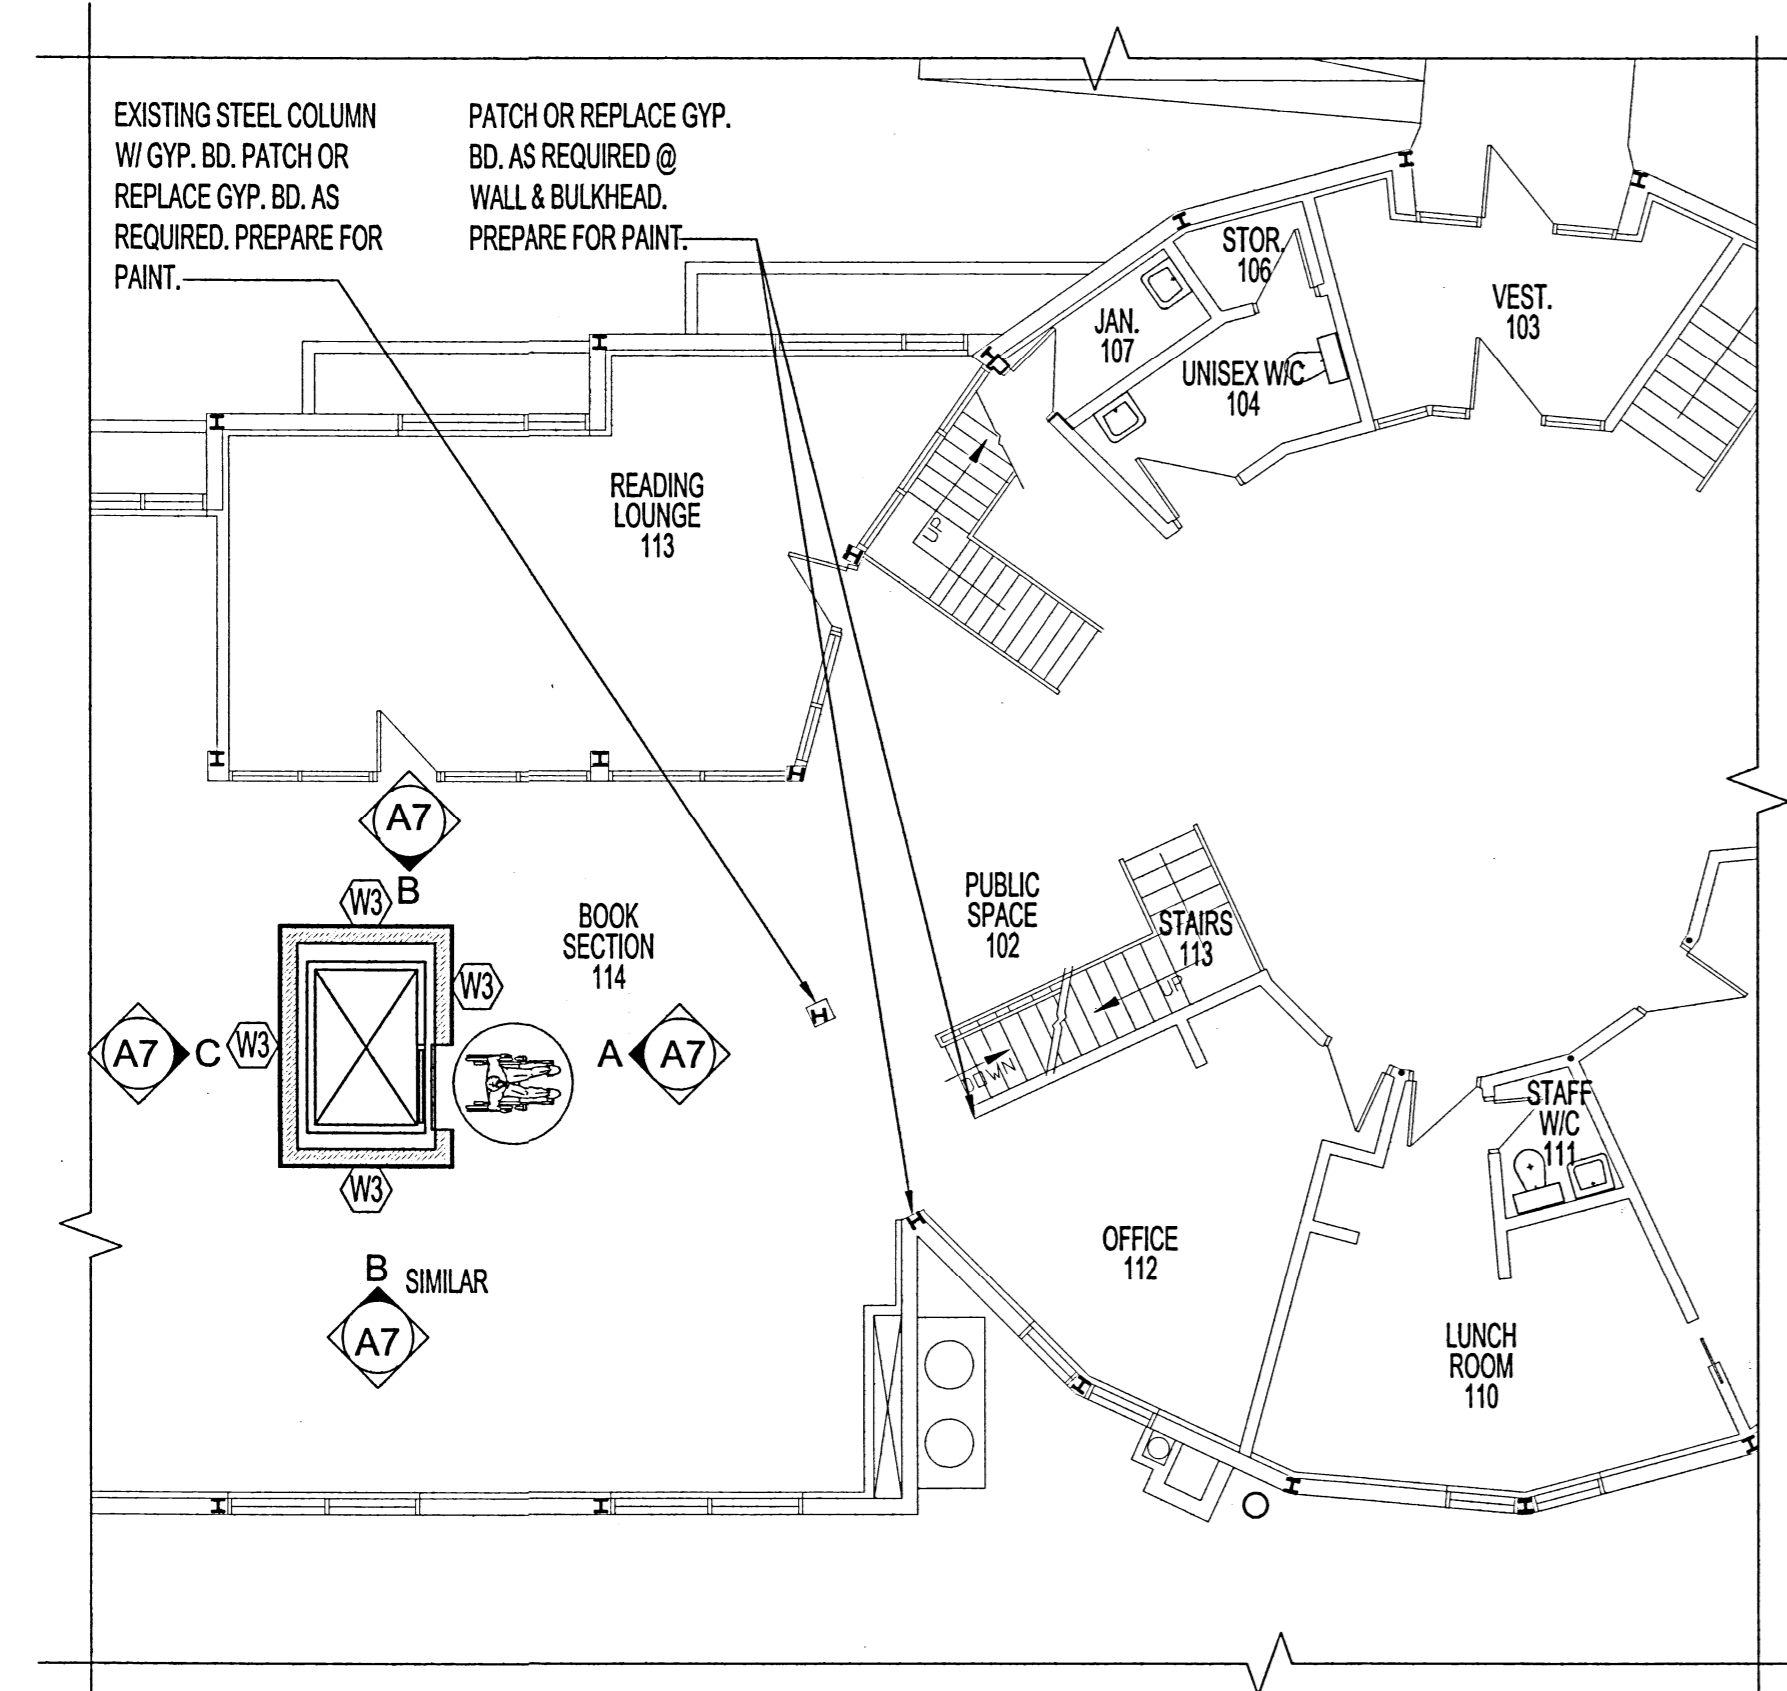 EXISTING STEEL COLUMN
W/ GYP. BD. PATCH OR
REPLACE GYP. BD. AS
REQUIRED. PREPARE FOR
PAINT.
PATCH OR REPLACE GYP.
BD. AS REQUIRED @
WALL & BULKHEAD.
PREPARE FOR PAINT.
STOR.
106
JAN.
107
UNISEX W/C
104
VEST.
103
READING
LOUNGE
113
UP
A7
B
W3
BOOK
SECTION
114
W3
A7
C
W3
A
A7
W3
B
SIMILAR
A7
PUBLIC
SPACE
102
STAIRS
113
UP
DOWN
STAFF
W/C
111
OFFICE
112
LUNCH
ROOM
110